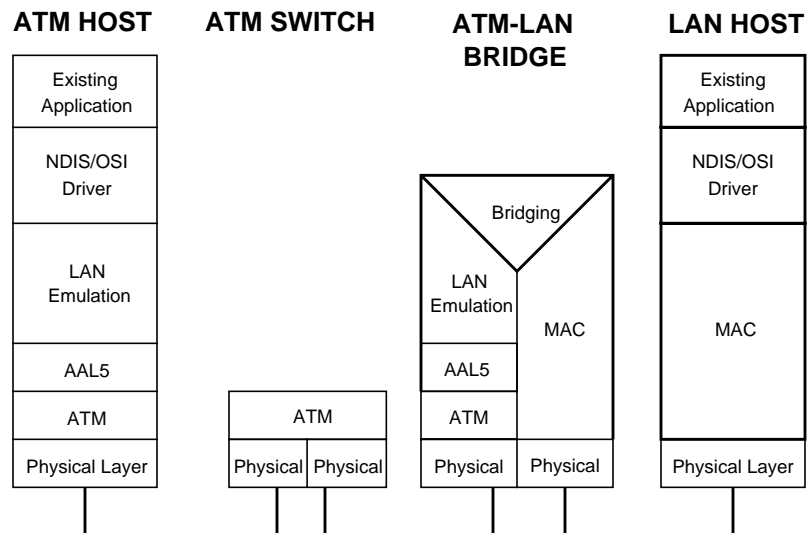 ATM HOST
ATM SWITCH
ATM-LAN
BRIDGE
LAN HOST
Existing
Application
NDIS/OSI
Driver
LAN
Emulation
AAL5
ATM
Physical Layer
ATM
Physical
Physical
Bridging
LAN
Emulation
MAC
AAL5
ATM
Physical
Physical
Existing
Application
NDIS/OSI
Driver
MAC
Physical Layer